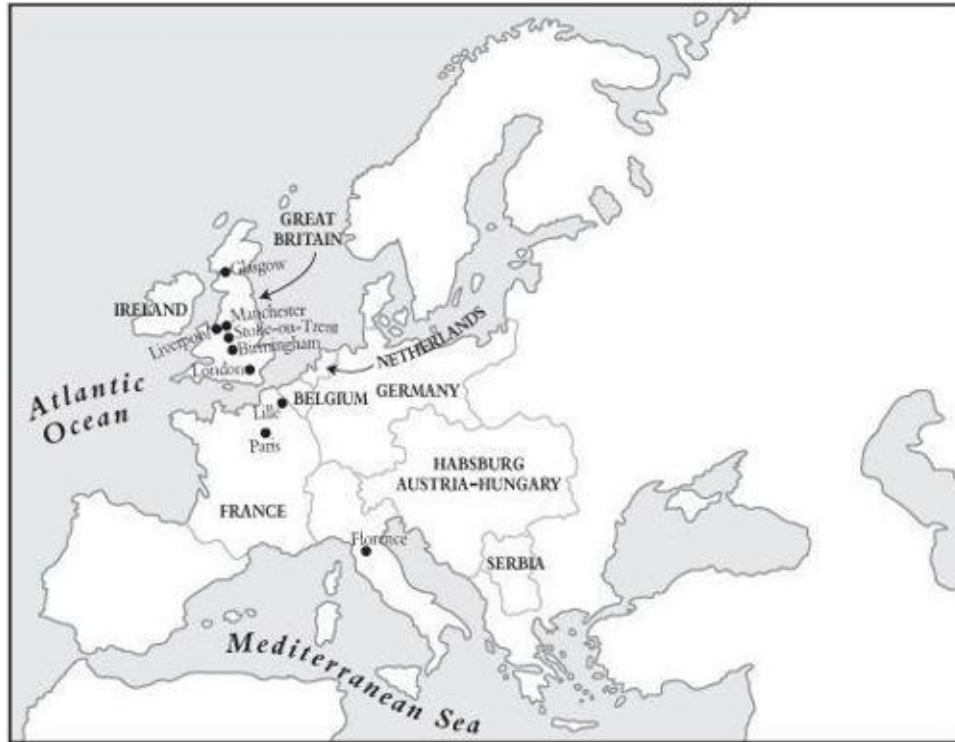 GREAT
BRITAIN
Glasgow
IRELAND
Manchester
Liverpool
Stoke-on-Trent
Birmingham
NETHERLANDS
London
BELGIUM
GERMANY
Lille
Atlantic
Ocean
Paris
HABSBURG
AUSTRIA-HUNGARY
FRANCE
Florence
SERBIA
Mediterranean Sea